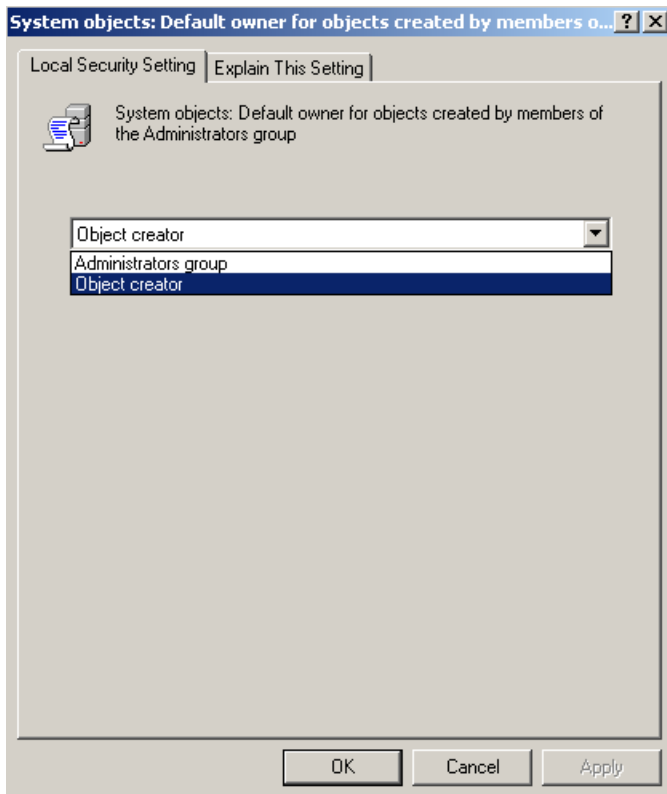 System objects: Default owner for objects created by members o...
Local Security Setting
Explain This Setting
System objects: Default owner for objects created by members of
the Administrators group
Object creator
Administrators group
Object creator
OK
Cancel
Apply